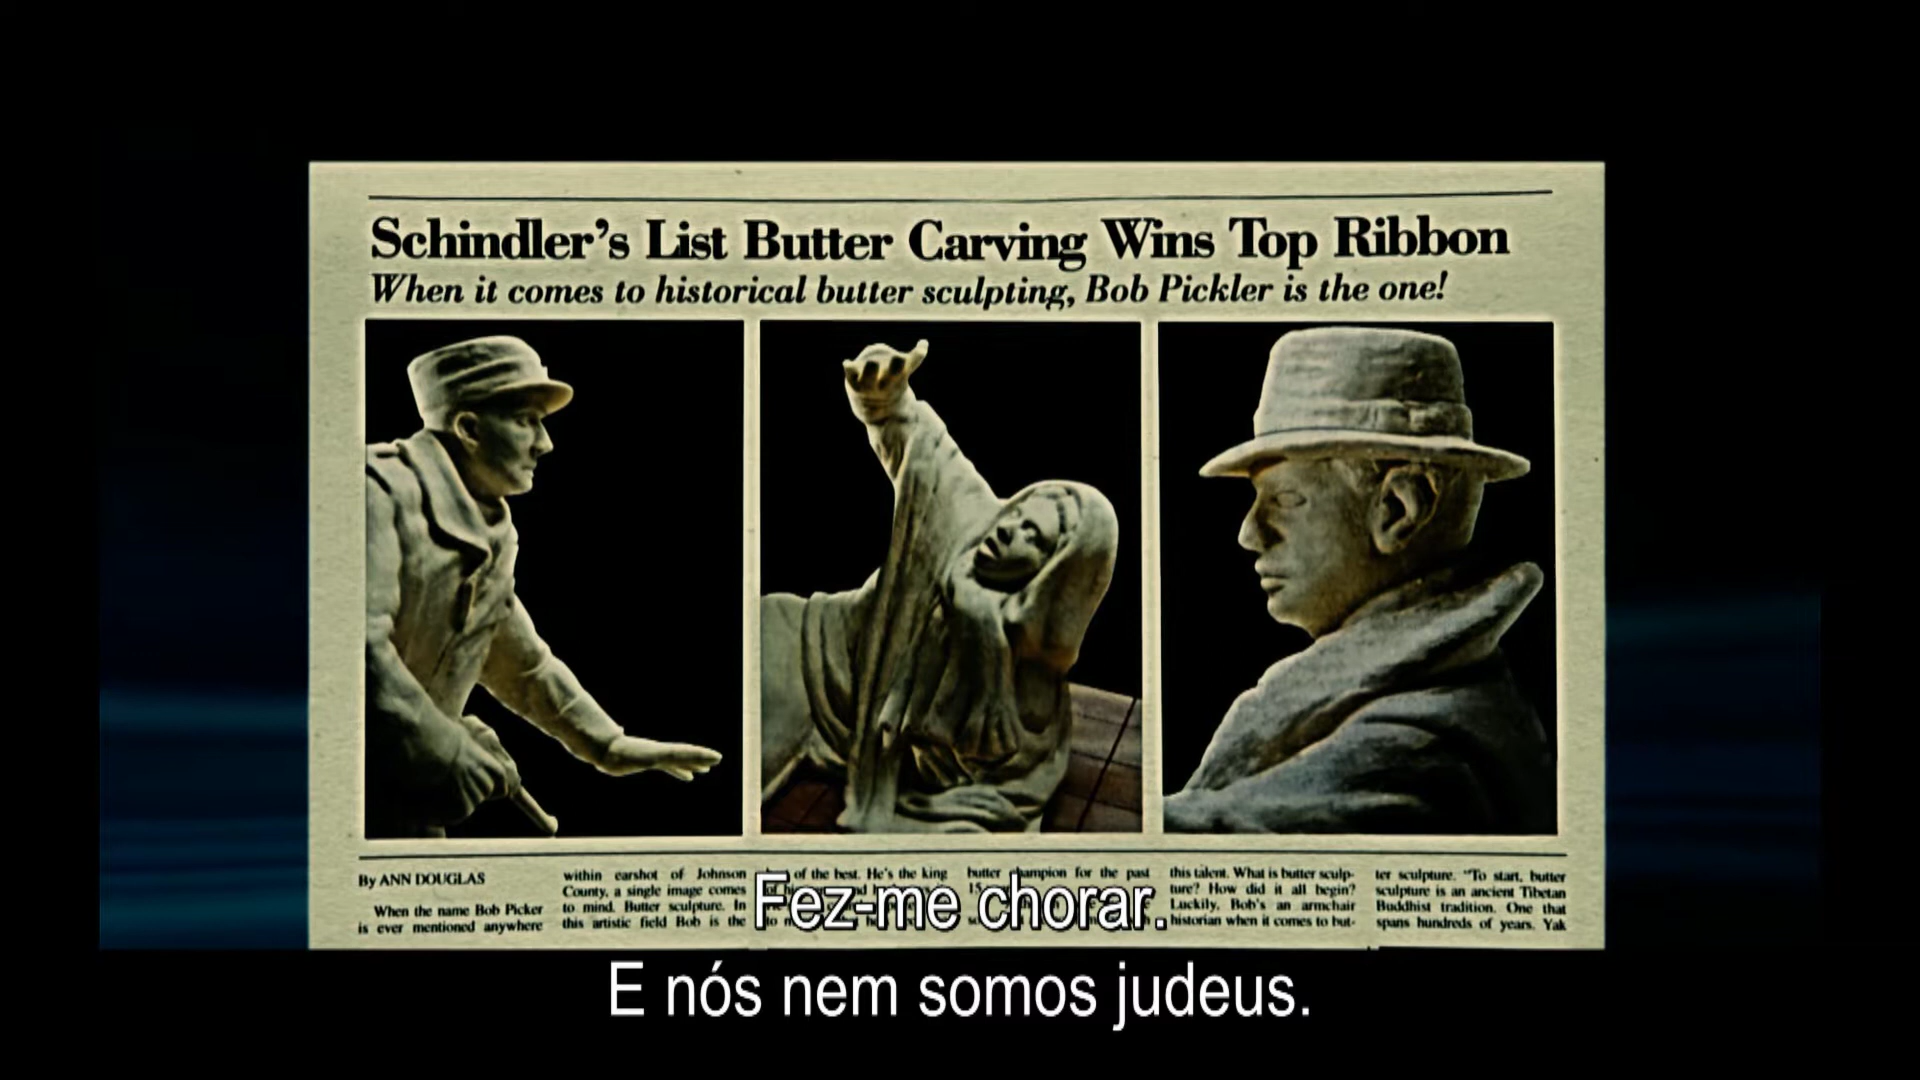 Schindler's List Butter Carving Wins Top Ribbon
When it comes to historical butter sculpting, Bob Pickler is the one!
By ANN DOUGLAS
When the name Bob Picker
is ever mentioned anywhere
within earshot of Johnson
County, a single image comes
to mind. Butter sculpture. In
this artistic field Bob is the
of the best. He's the king
butter champion for the past
this talent. What is butter sculp-
ture? How did it all begin?
Luckily, Bob's an armchair
historian when it comes to but-
ter sculpture. "To start, butter
sculpture is an ancient Tibetan
Buddhist tradition. One that
spans hundreds of years. Yak
Fez-me chorar.
E nós nem somos judeus.